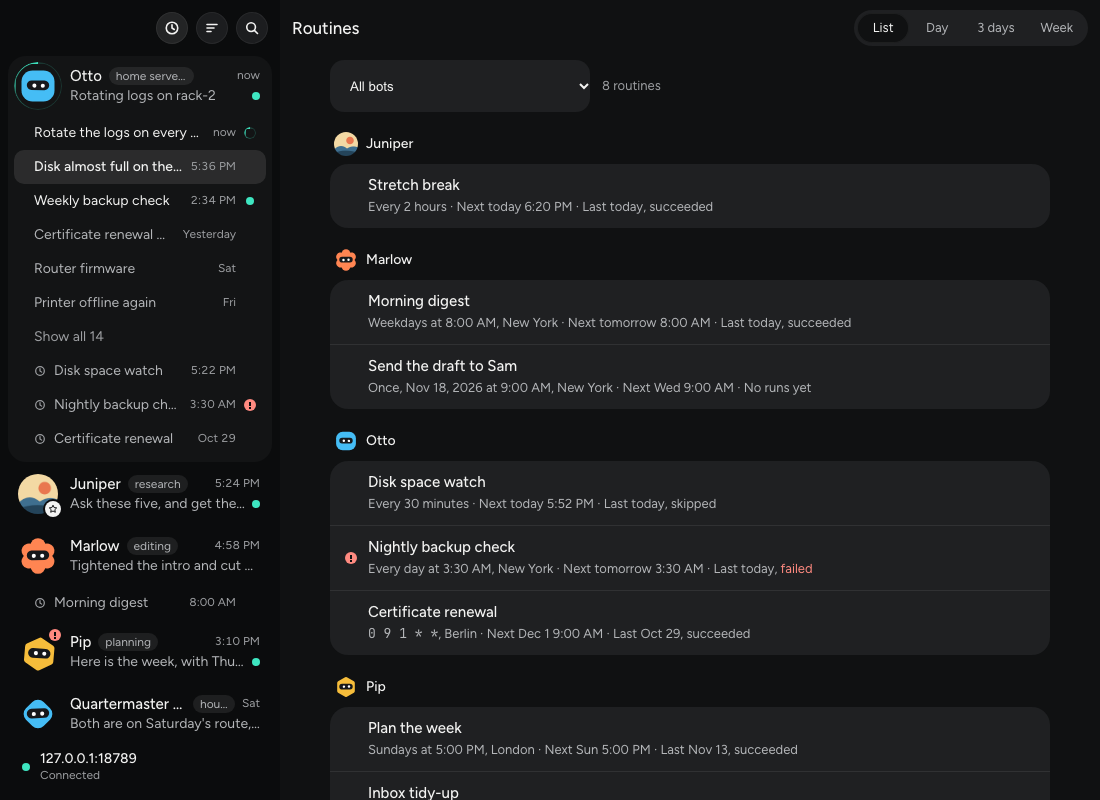 Otto home serve... now
Rotating logs on rack-2
Rotate the logs on every ... now
Disk almost full on the... 5:36 PM
Weekly backup check 2:34 PM
Certificate renewal ... Yesterday
Router firmware Sat
Printer offline again Fri
Show all 14
Disk space watch 5:22 PM
Nightly backup ch... 3:30 AM
Certificate renewal Oct 29
Juniper research 5:24 PM
Ask these five, and get the...
Marlow editing 4:58 PM
Tightened the intro and cut ...
Morning digest 8:00 AM
Pip planning 3:10 PM
Here is the week, with Thu...
Quartermaster ... hou... Sat
Both are on Saturday's route,...
127.0.0.1:18789
Connected
Routines
List Day 3 days Week
All bots 8 routines
Juniper
Stretch break
Every 2 hours · Next today 6:20 PM · Last today, succeeded
Marlow
Morning digest
Weekdays at 8:00 AM, New York · Next tomorrow 8:00 AM · Last today, succeeded
Send the draft to Sam
Once, Nov 18, 2026 at 9:00 AM, New York · Next Wed 9:00 AM · No runs yet
Otto
Disk space watch
Every 30 minutes · Next today 5:52 PM · Last today, skipped
Nightly backup check
Every day at 3:30 AM, New York · Next tomorrow 3:30 AM · Last today, failed
Certificate renewal
0 9 1 * *, Berlin · Next Dec 1 9:00 AM · Last Oct 29, succeeded
Pip
Plan the week
Sundays at 5:00 PM, London · Next Sun 5:00 PM · Last Nov 13, succeeded
Inbox tidy-up